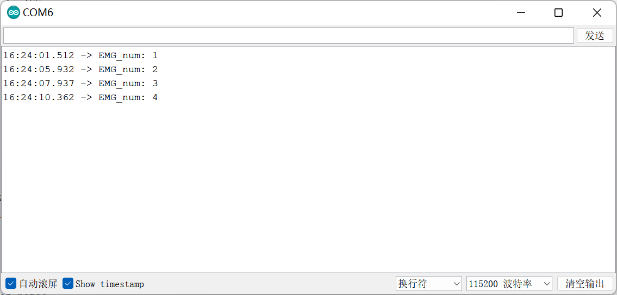 COM6
发送
16:24:01.512 -> EMG_num: 1
16:24:05.932 -> EMG_num: 2
16:24:07.937 -> EMG_num: 3
16:24:10.362 -> EMG_num: 4
自动滚屏 Show timestamp 换行符 115200 波特率 清空输出